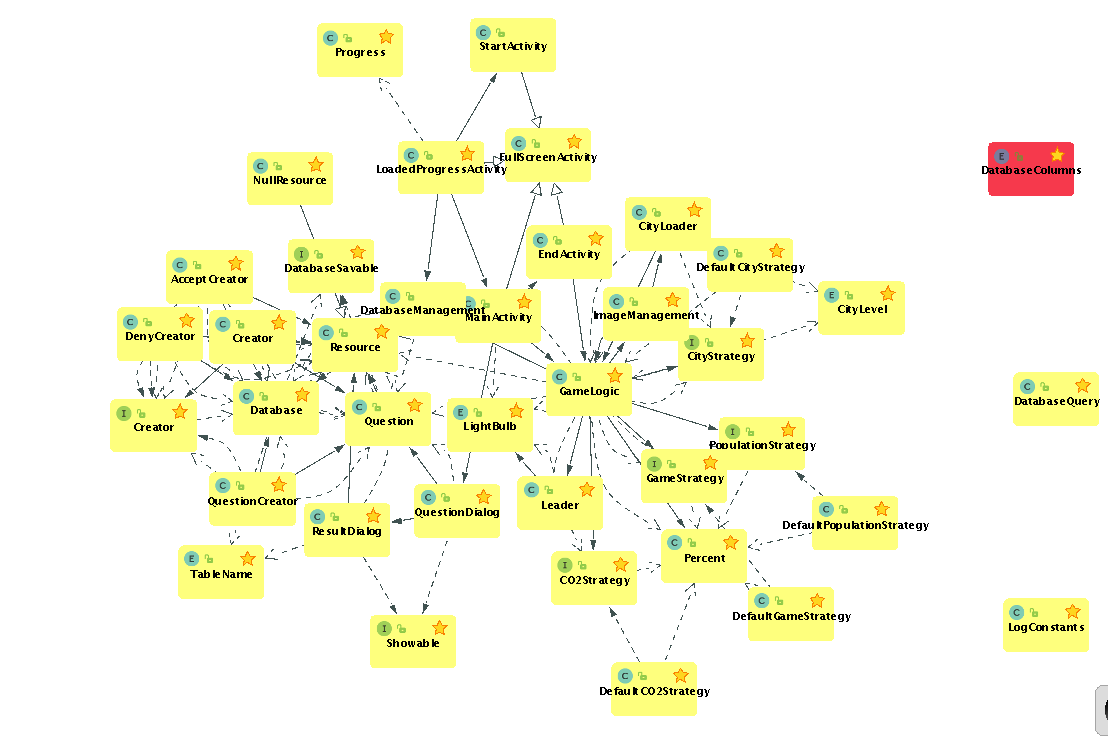 StartActivity
Progress
FullScreenActivity
LoadedProgressActivity
DatabaseColumns
NullResource
CityLoader
EndActivity
DatabaseSavable
DefaultCityStrategy
AcceptCreator
DatabaseManagement
MainActivity
ImageManagement
CityLevel
DenyCreator
Creator
Resource
CityStrategy
GameLogic
DatabaseQuery
Creator
Database
Question
LightBulb
PopulationStrategy
GameStrategy
QuestionCreator
ResultDialog
QuestionDialog
Leader
DefaultPopulationStrategy
TableName
CO2Strategy
Percent
DefaultGameStrategy
LogConstants
Showable
DefaultCO2Strategy